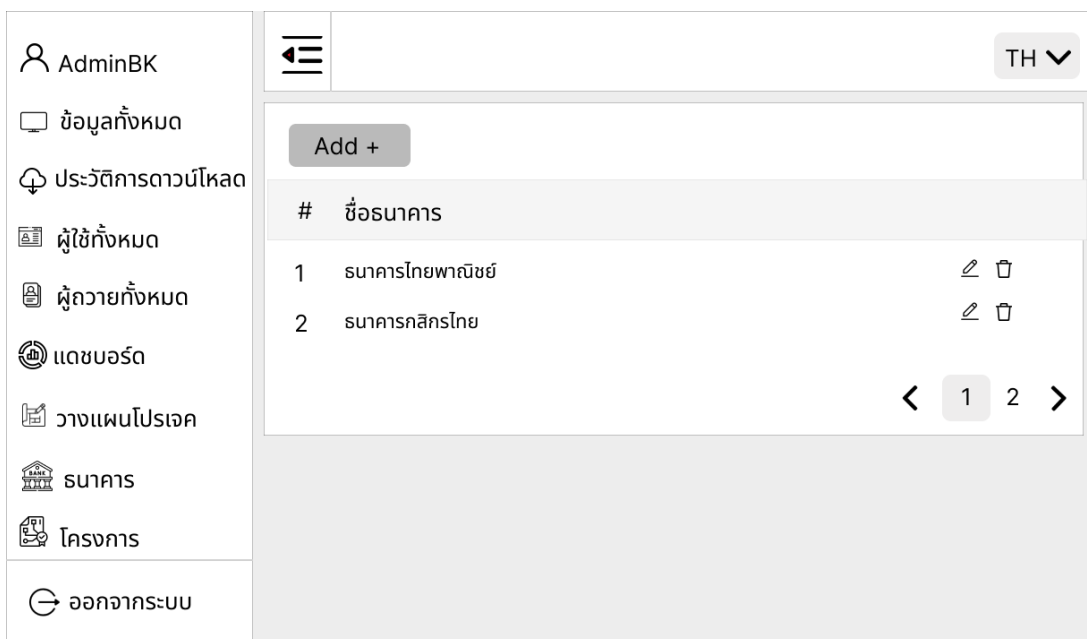 AdminBK
ข้อมูลทั้งหมด
ประวัติการดาวน์โหลด
ผู้ใช้ทั้งหมด
ผู้ถวายทั้งหมด
แดชบอร์ด
วางแผนโปรเจค
BANK
ธนาคาร
โครงการ
ออกจากระบบ
TH
Add +
# ชื่อธนาคาร
1 ธนาคารไทยพาณิชย์
2 ธนาคารกสิกรไทย
1 2